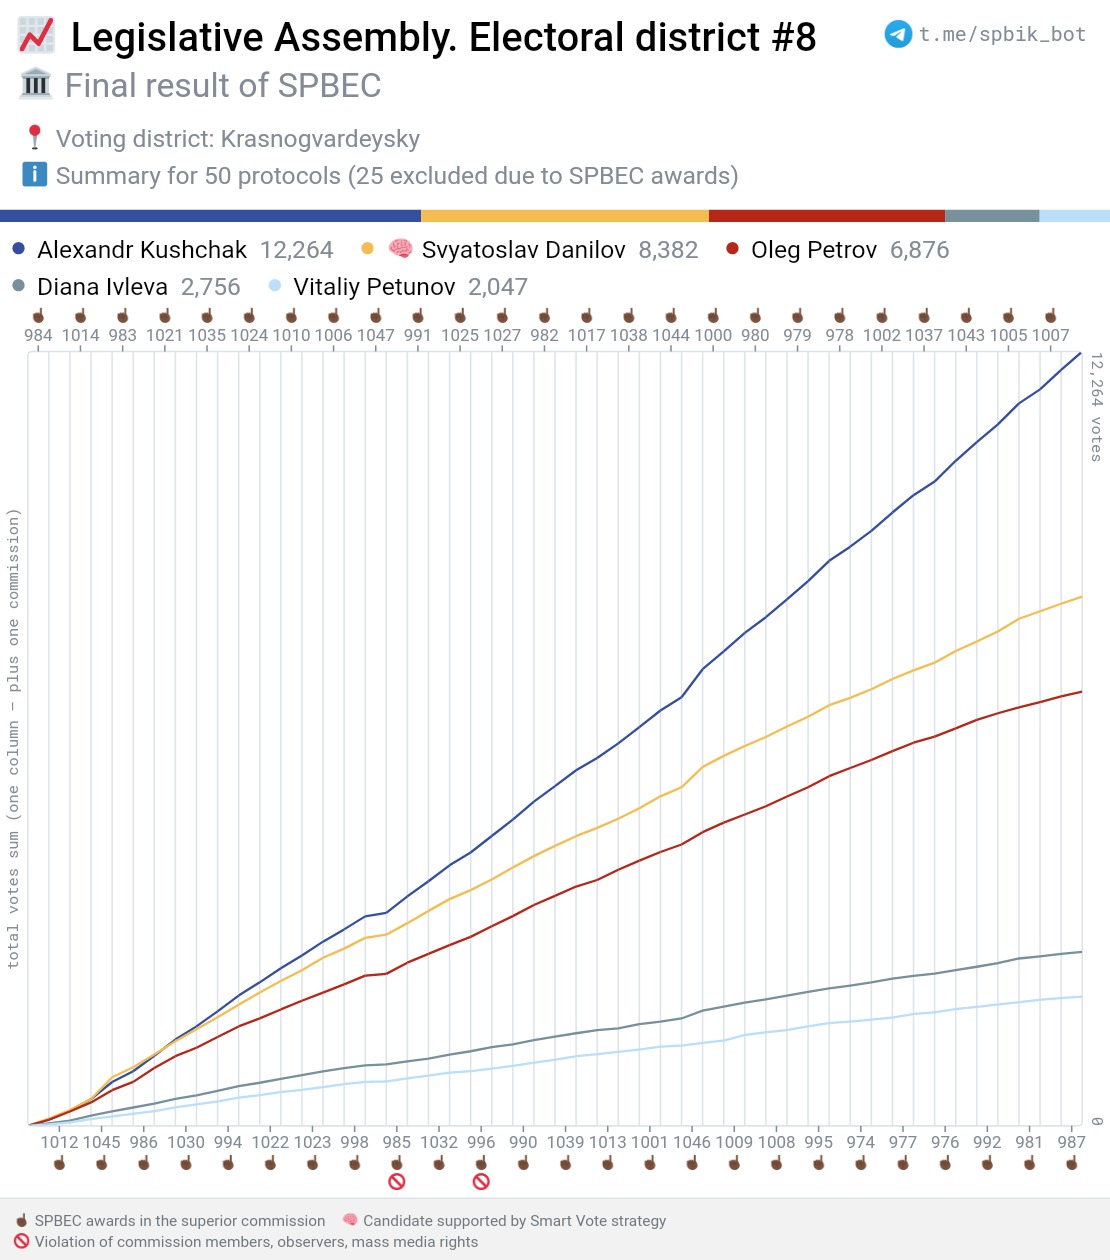 Legislative Assembly. Electoral district #8
t.me/spbik_bot
Final result of SPBEC
Voting district: Krasnogvardeysky
Summary for 50 protocols (25 excluded due to SPBEC awards)
Alexandr Kushchak 12,264 Svyatoslav Danilov 8,382 Oleg Petrov 6,876
Diana Ivleva 2,756 Vitaliy Petunov 2,047
984 1014 983 1021 1035 1024 1010 1006 1047 991 1025 1027 982 1017 1038 1044 1000 980 979 978 1002 1037 1043 1005 1007
12,264 votes
total votes sum (one column – plus one commission)
0
1012 1045 986 1030 994 1022 1023 998 985 1032 996 990 1039 1013 1001 1046 1009 1008 995 974 977 976 992 981 987
SPBEC awards in the superior commission Candidate supported by Smart Vote strategy
Violation of commission members, observers, mass media rights